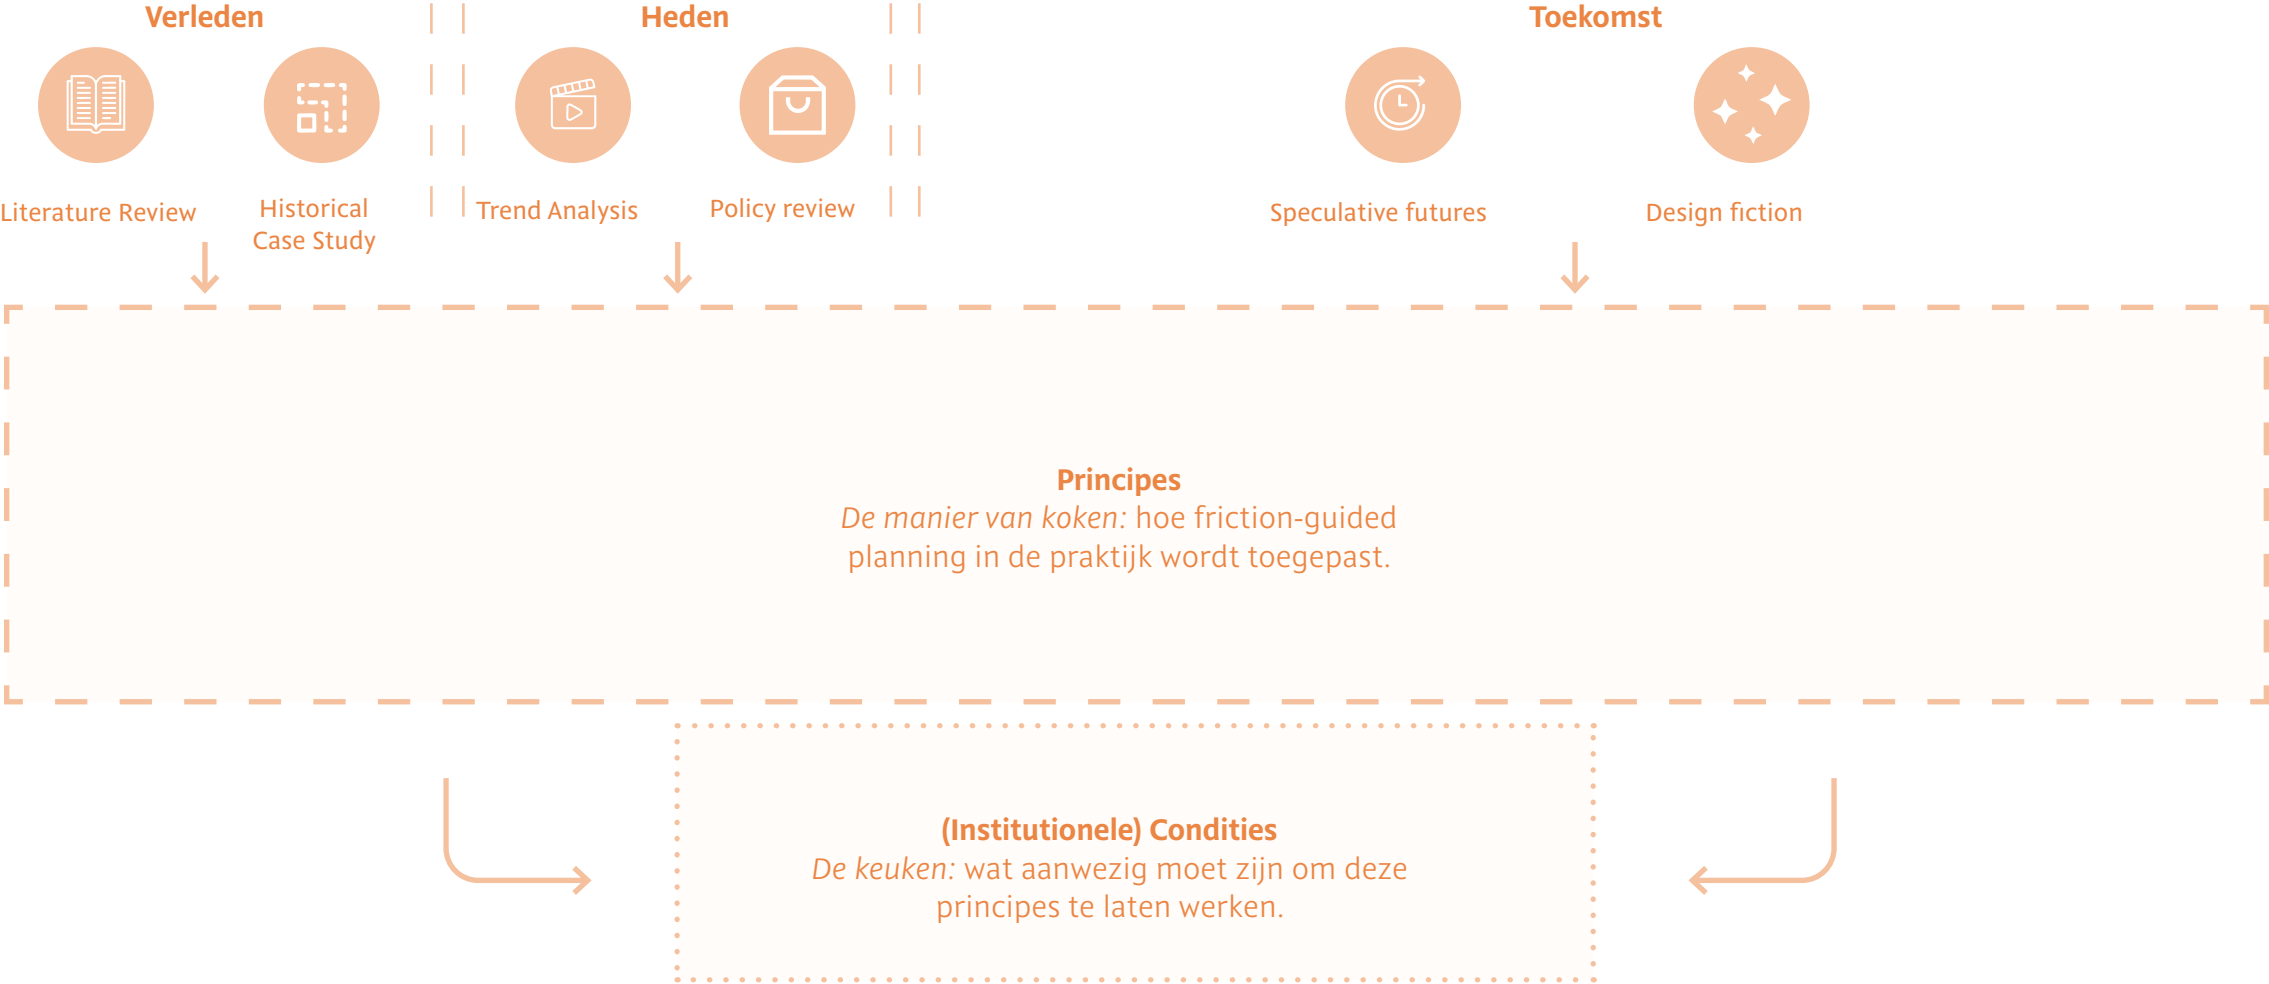 Verleden
Heden
Toekomst
Literature Review
Historical
Case Study
Trend Analysis
Policy review
Speculative futures
Design fiction
Principes
De manier van koken: hoe friction-guided
planning in de praktijk wordt toegepast.
(Institutionele) Condities
De keuken: wat aanwezig moet zijn om deze
principes te laten werken.